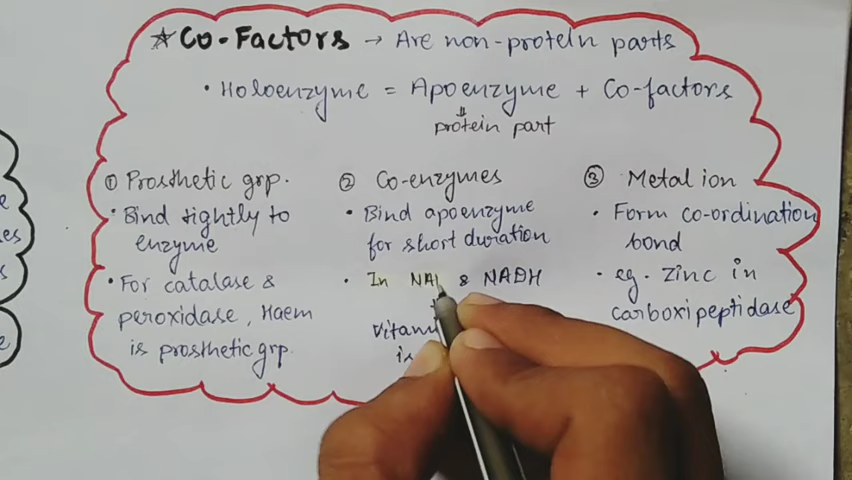 ★ Co-Factors → Are non-protein parts
• Holoenzyme = Apoenzyme + Co-factors
⇓
protein part
① Prosthetic grp.
• Bind tightly to
enzyme
• For catalase &
peroxidase, Haem
is prosthetic grp.
② Co-enzymes
• Bind apoenzyme
for short duration
• In & NADH
③ Metal ion
• Form co-ordination
bond
• eg. Zinc in
carboxipeptidase
e
es
s
e